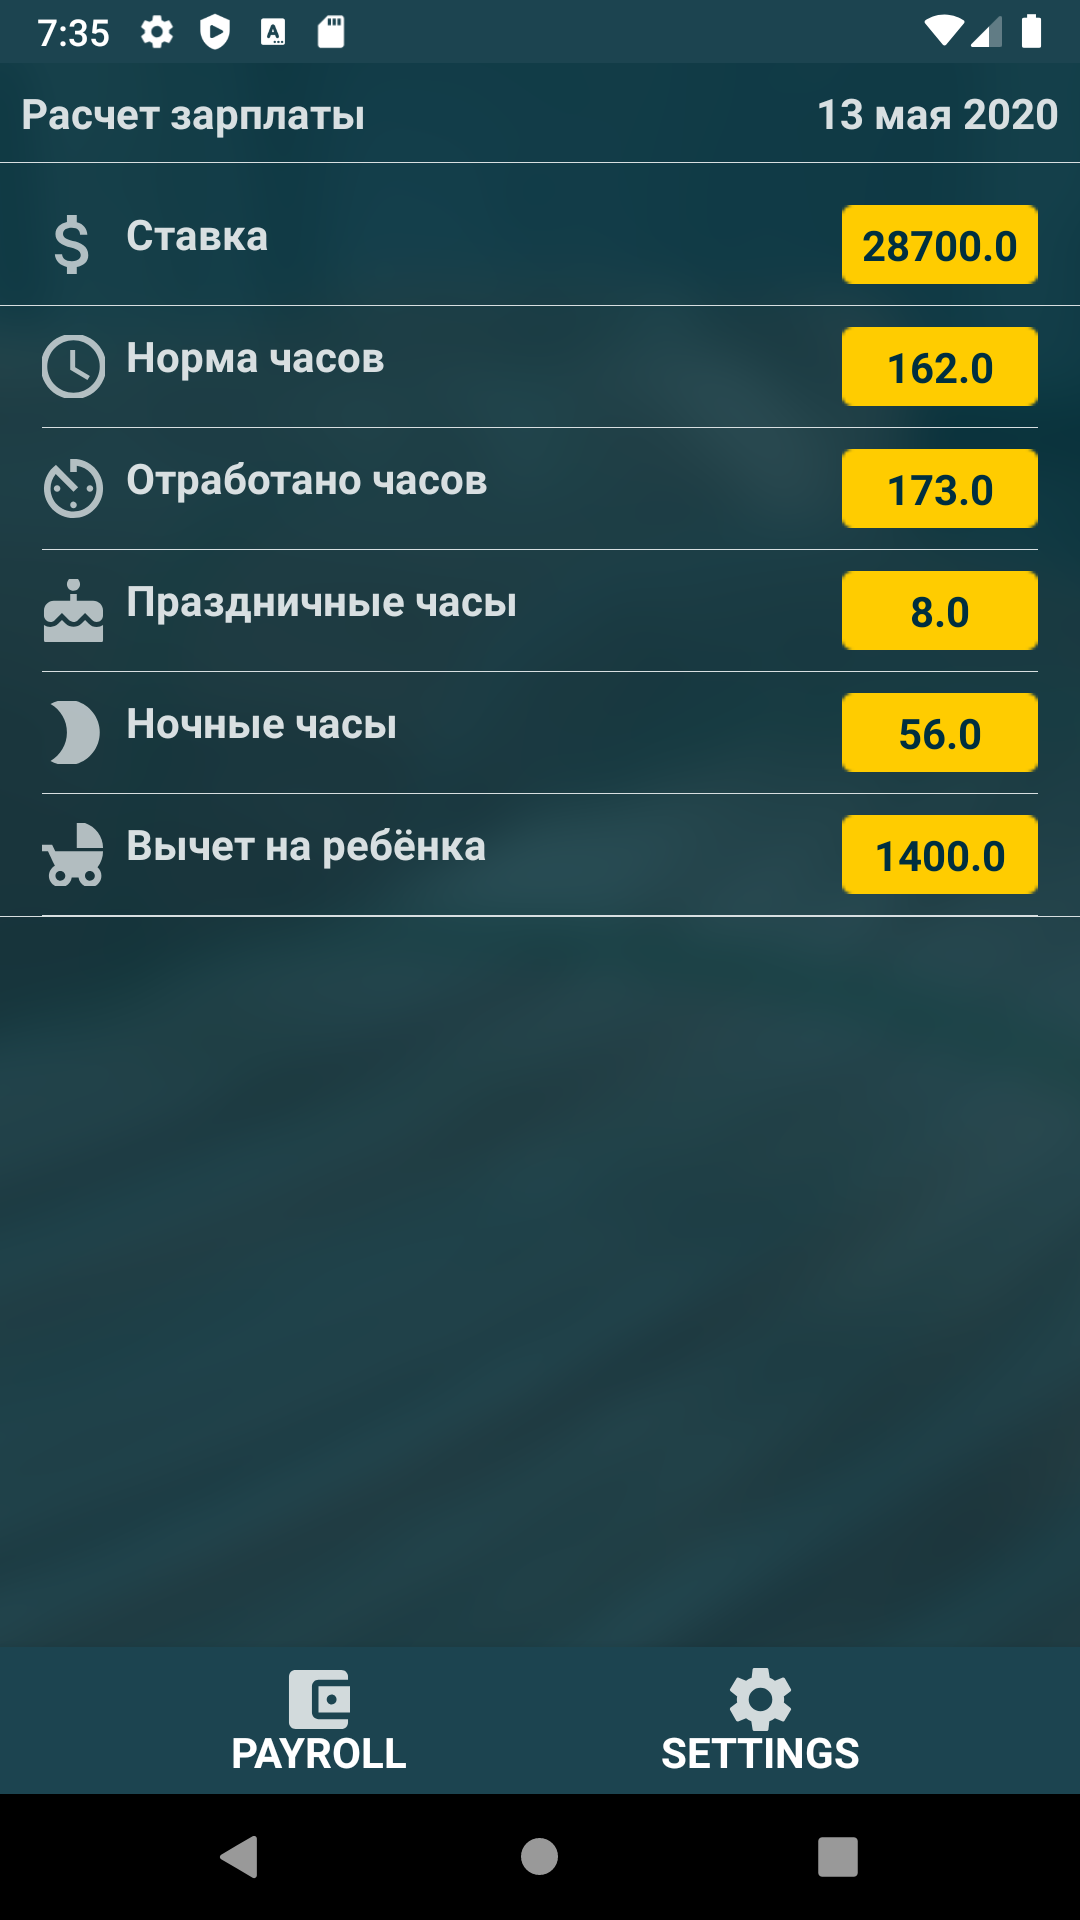 7:35
Расчет зарплаты 13 мая 2020
Ставка 28700.0
Норма часов 162.0
Отработано часов 173.0
Праздничные часы 8.0
Ночные часы 56.0
Вычет на ребёнка 1400.0
PAYROLL SETTINGS